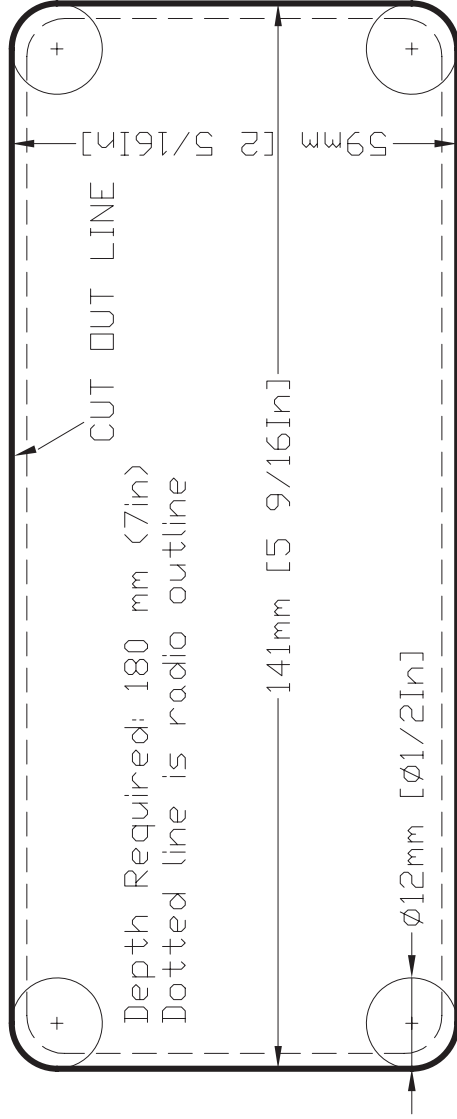 CUT OUT LINE
59mm [2 5/16In]
Depth Required: 180 mm (7in)
Dotted line is radio outline
141mm [5 9/16In]
Ø12mm [Ø1/2In]